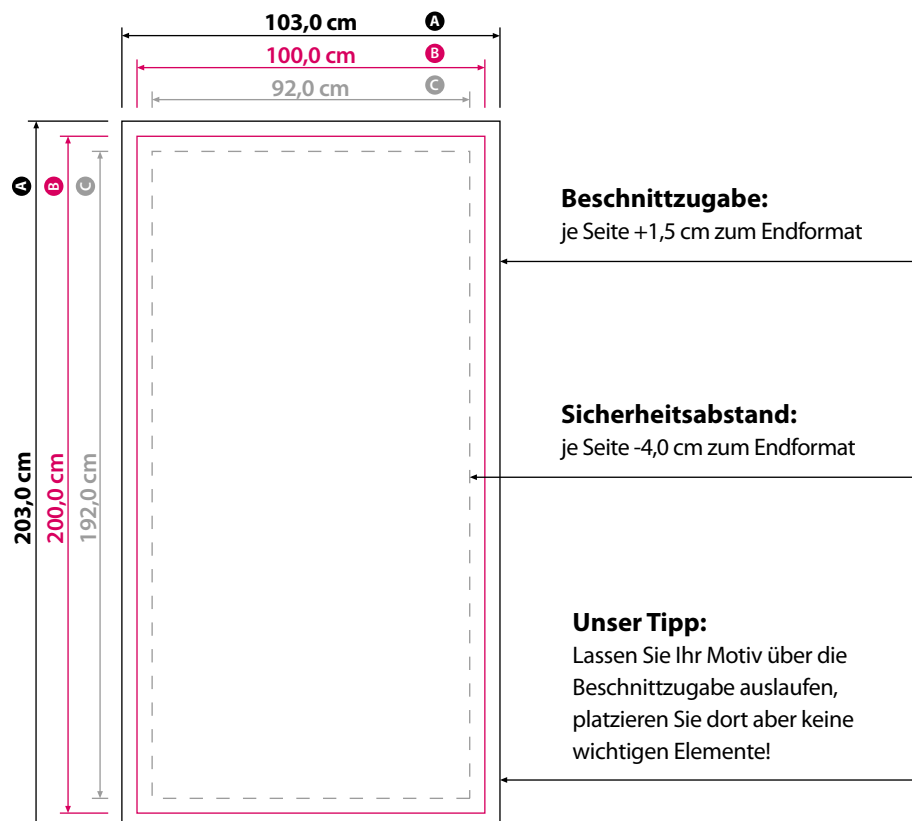 103,0 cm A
100,0 cm B
92,0 cm C
203,0 cm A
200,0 cm B
192,0 cm C
Beschnittzugabe:
je Seite +1,5 cm zum Endformat
Sicherheitsabstand:
je Seite -4,0 cm zum Endformat
Unser Tipp:
Lassen Sie Ihr Motiv über die
Beschnittzugabe auslaufen,
platzieren Sie dort aber keine
wichtigen Elemente!